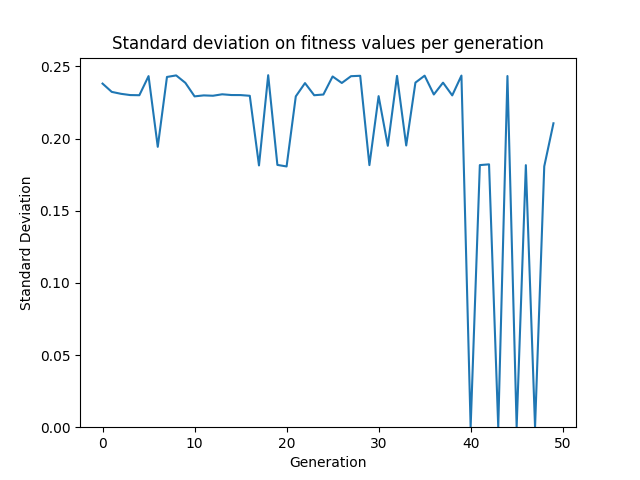 Standard deviation on fitness values per generation
0.25
0.20
0.15
0.10
0.05
0.00
Standard Deviation
0 10 20 30 40 50
Generation